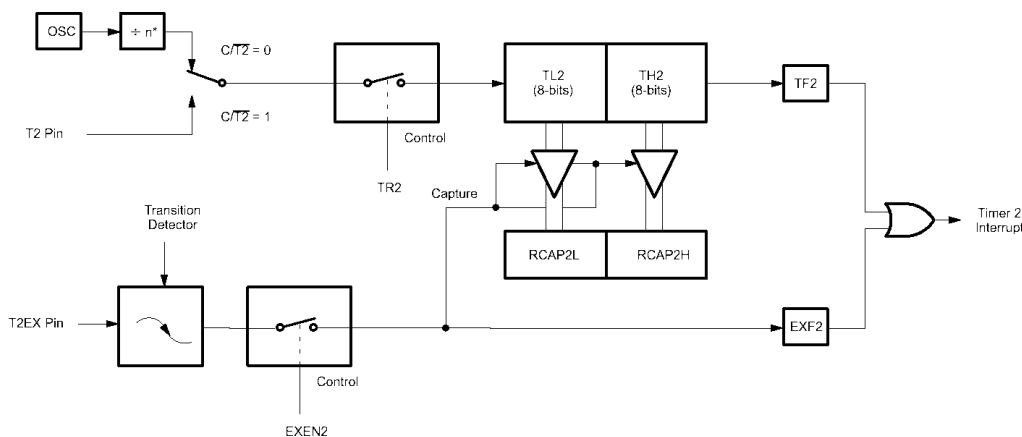 OSC
÷ n*
C/T2 = 0
TL2
(8-bits)
TH2
(8-bits)
TF2
C/T2 = 1
T2 Pin
Control
TR2
Capture
Transition
Detector
Timer 2
Interrupt
RCAP2L
RCAP2H
T2EX Pin
EXF2
Control
EXEN2